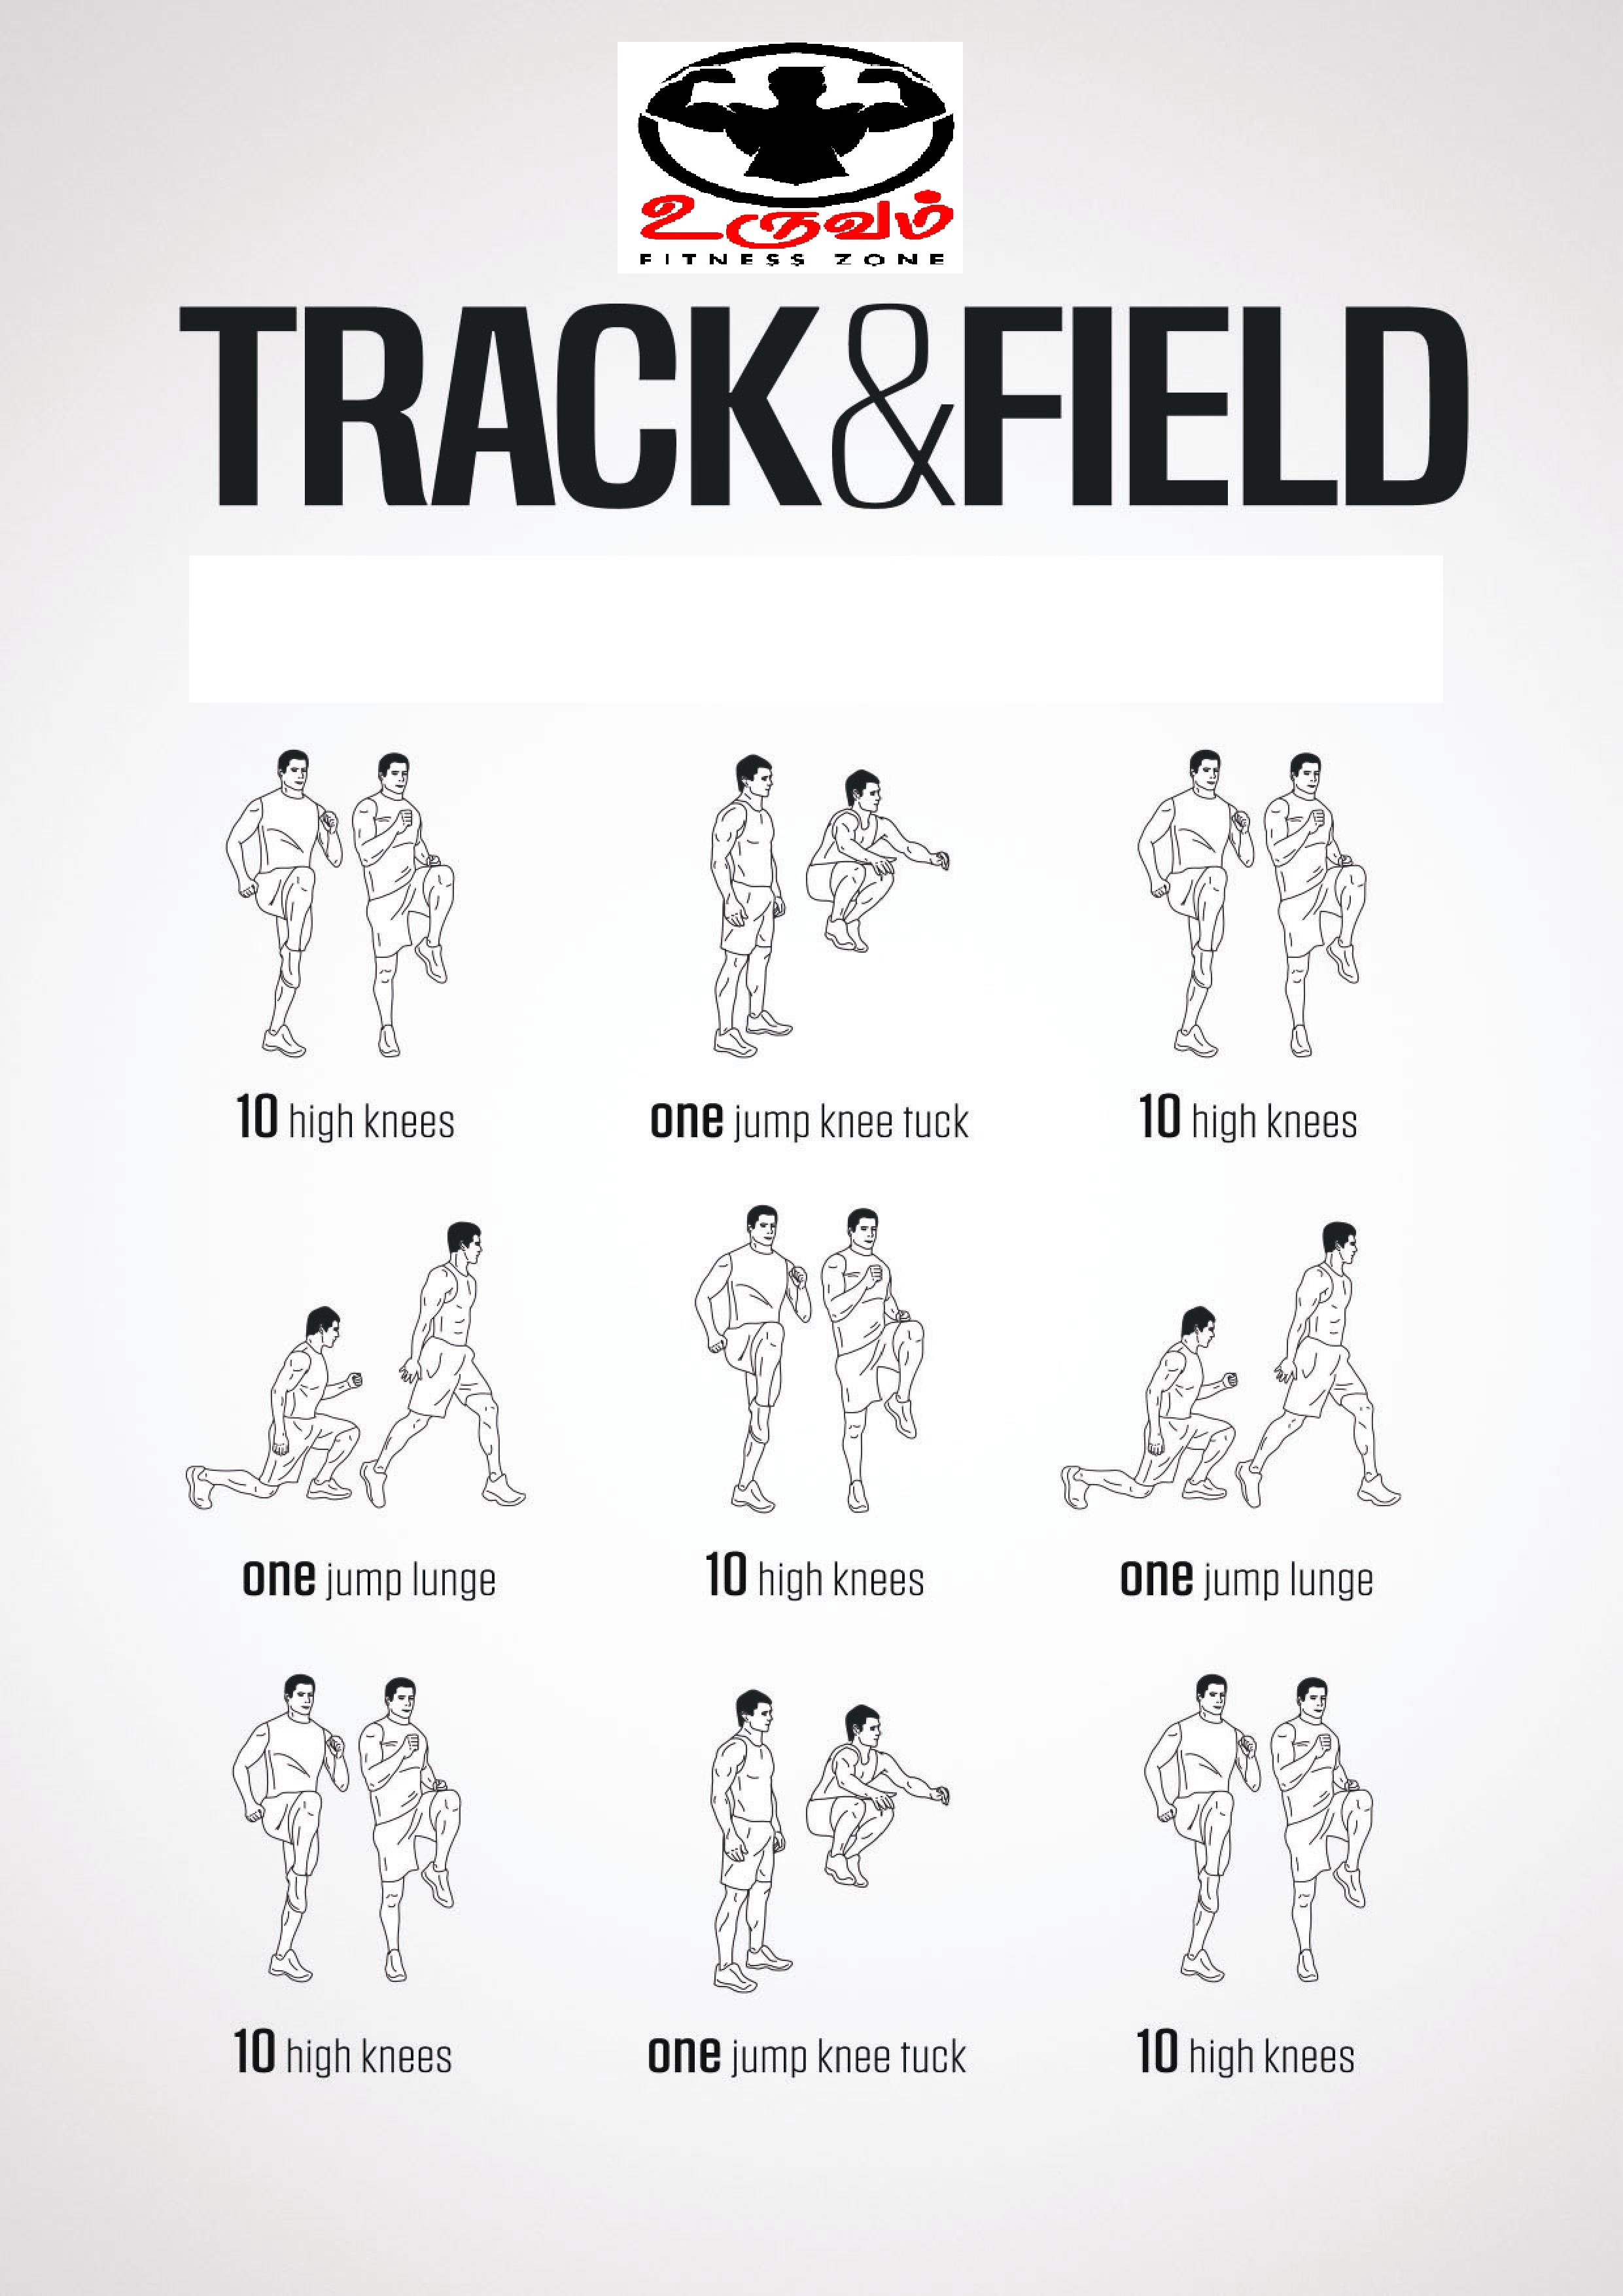 உருவம்
FITNESS ZONE
TRACK&FIELD
10 high knees
one jump knee tuck
10 high knees
one jump lunge
10 high knees
one jump lunge
10 high knees
one jump knee tuck
10 high knees